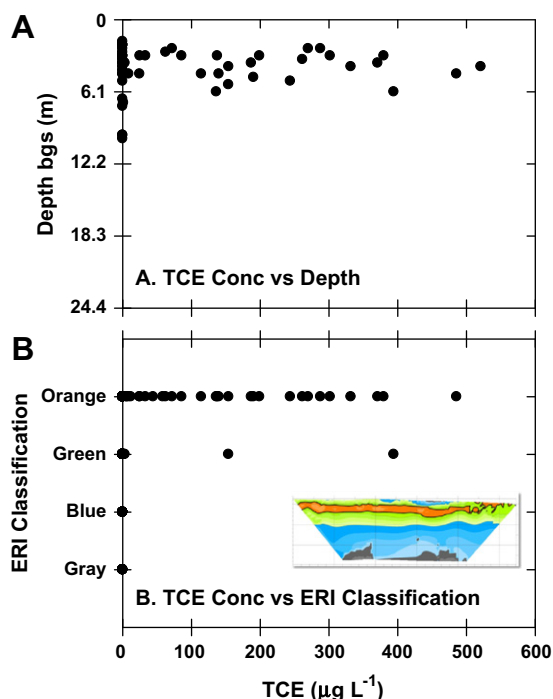 A
0
6.1
12.2
18.3
24.4
Depth bgs (m)
A. TCE Conc vs Depth
B
Orange
Green
Blue
Gray
ERI Classification
B. TCE Conc vs ERI Classification
0 100 200 300 400 500 600
TCE (µg L⁻¹)